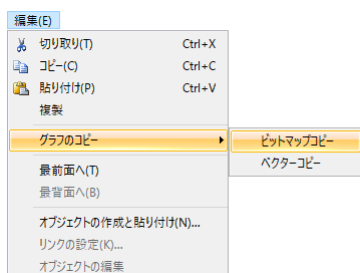 編集(E)
切り取り(T) Ctrl+X
コピー(C) Ctrl+C
貼り付け(P) Ctrl+V
複製
グラフのコピー
ビットマップコピー
ベクターコピー
最前面へ(T)
最背面へ(B)
オブジェクトの作成と貼り付け(N)...
リンクの設定(K)...
オブジェクトの編集